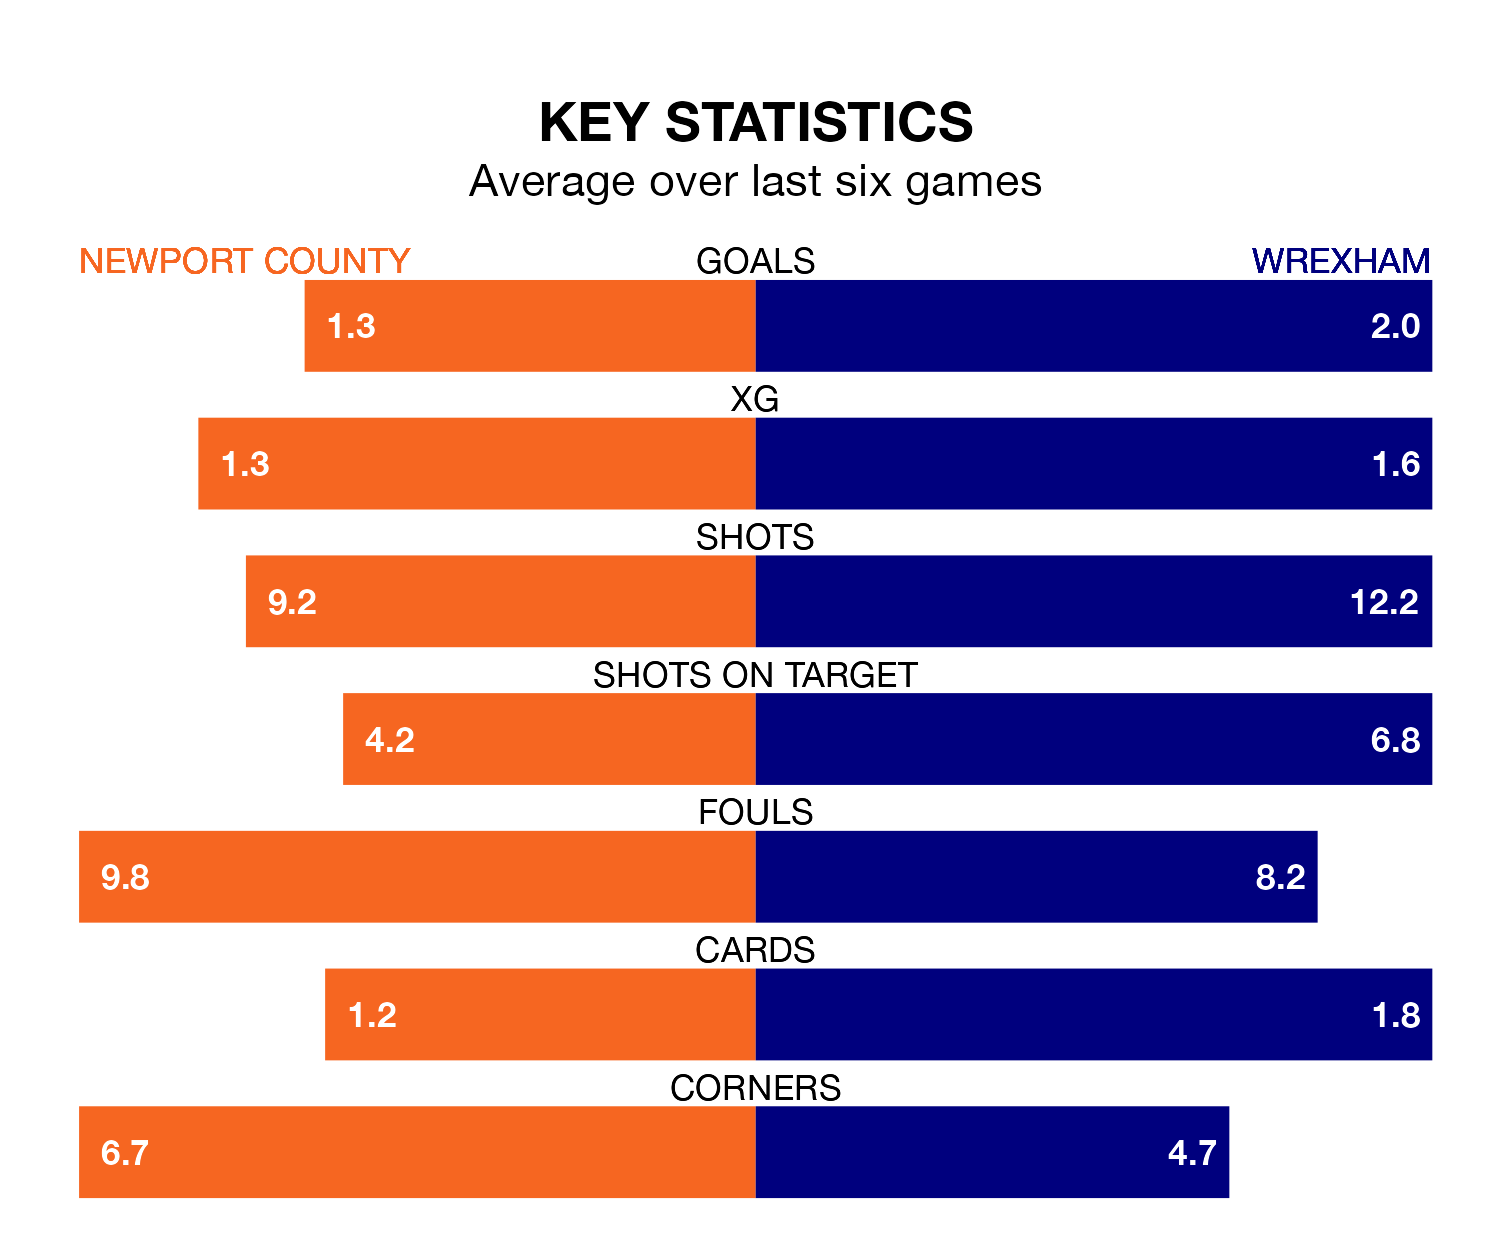 KEY STATISTICS
Average over last six games
NEWPORT COUNTY GOALS WREXHAM
1.3 2.0
XG
1.3 1.6
SHOTS
9.2 12.2
SHOTS ON TARGET
4.2 6.8
FOULS
9.8 8.2
CARDS
1.2 1.8
CORNERS
6.7 4.7